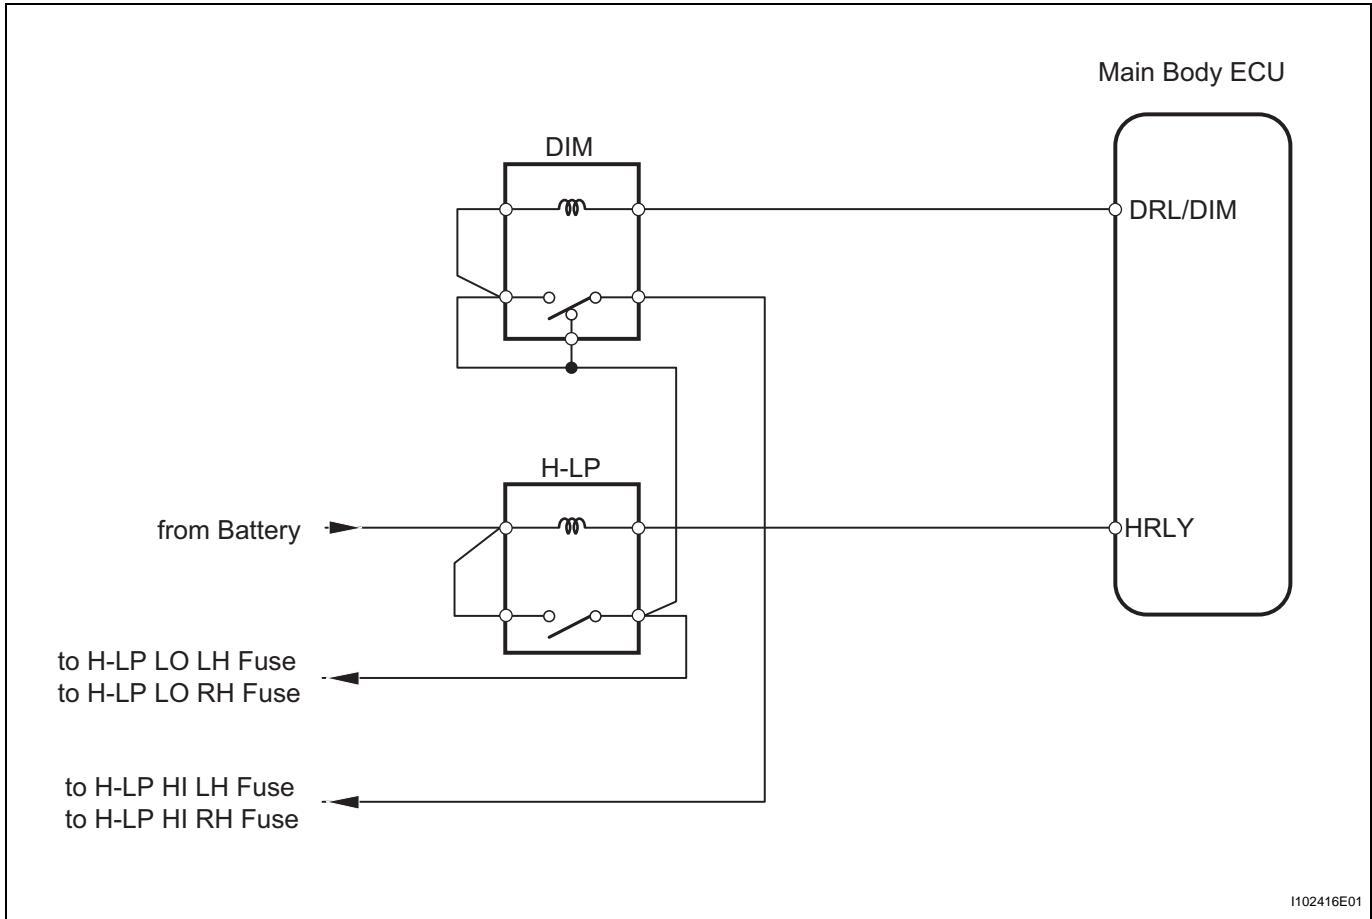 Main Body ECU
DIM
DRL/DIM
H-LP
from Battery
HRLY
to H-LP LO LH Fuse
to H-LP LO RH Fuse
to H-LP HI LH Fuse
to H-LP HI RH Fuse
I102416E01